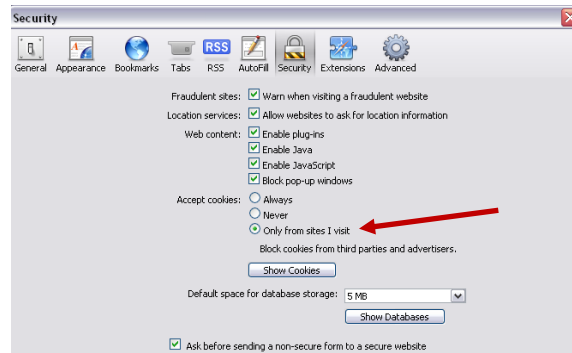 Security
RSS
General Appearance Bookmarks Tabs RSS AutoFill Security Extensions Advanced
Fraudulent sites: Warn when visiting a fraudulent website
Location services: Allow websites to ask for location information
Web content: Enable plug-ins
Enable Java
Enable JavaScript
Block pop-up windows
Accept cookies: Always
Never
Only from sites I visit
Block cookies from third parties and advertisers.
Show Cookies
Default space for database storage: 5 MB
Show Databases
Ask before sending a non-secure form to a secure website